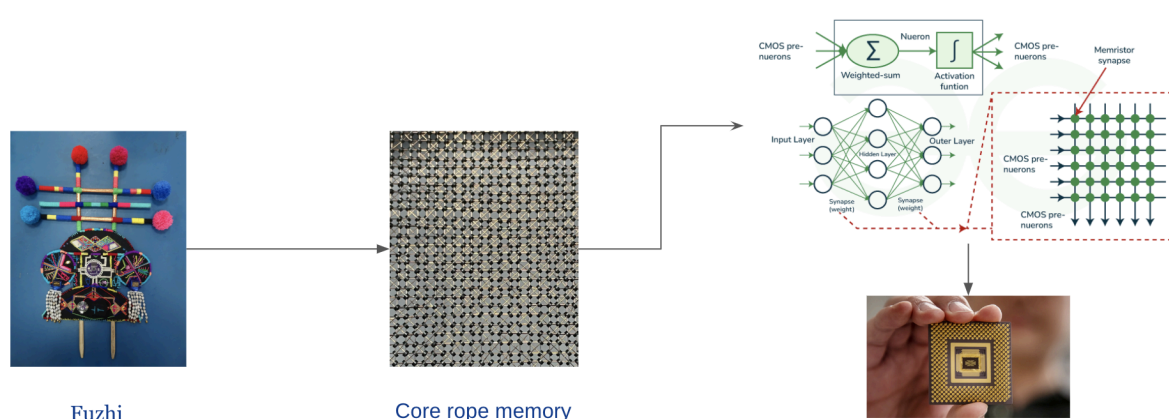 CMOS pre-
nuerons
Nueron
Σ
∫
Weighted-sum
Activation
funtion
CMOS pre-
nuerons
Memristor
synapse
Input Layer
Hidden Layer
Outer Layer
Synapse
(weight)
Synapse
(weight)
CMOS pre-
nuerons
CMOS pre-
nuerons
Fuzhi
Core rope memory